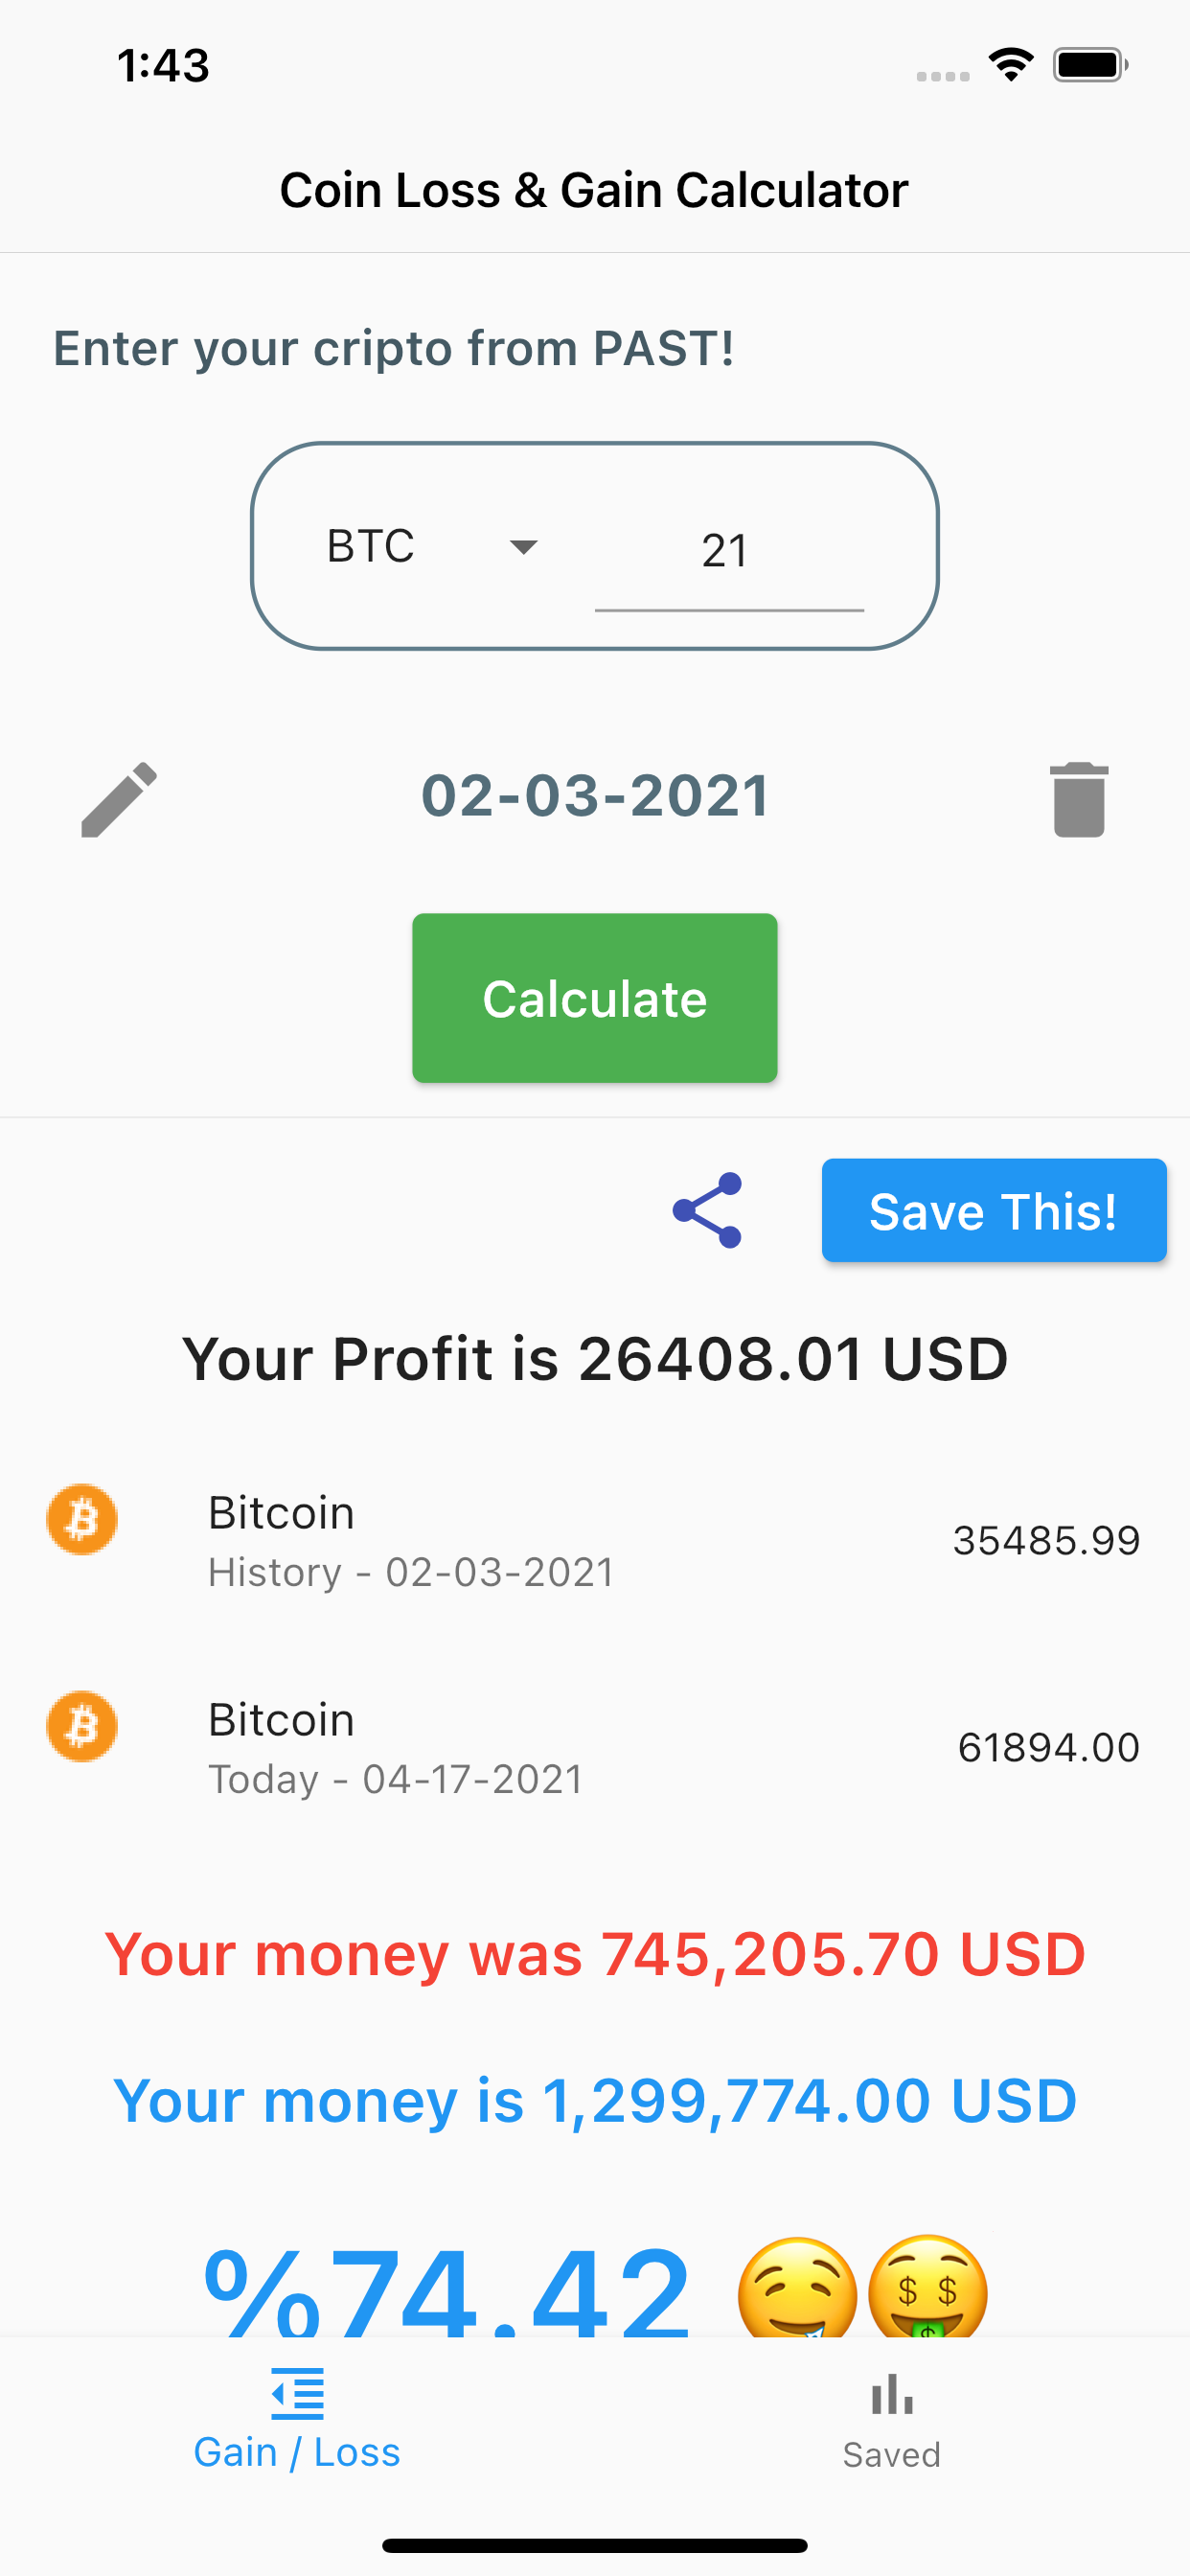 1:43
Coin Loss & Gain Calculator
Enter your cripto from PAST!
BTC 21
02-03-2021
Calculate
Save This!
Your Profit is 26408.01 USD
Bitcoin
History - 02-03-2021
35485.99
Bitcoin
Today - 04-17-2021
61894.00
Your money was 745,205.70 USD
Your money is 1,299,774.00 USD
%74.42 🤤🤑
Gain / Loss
Saved